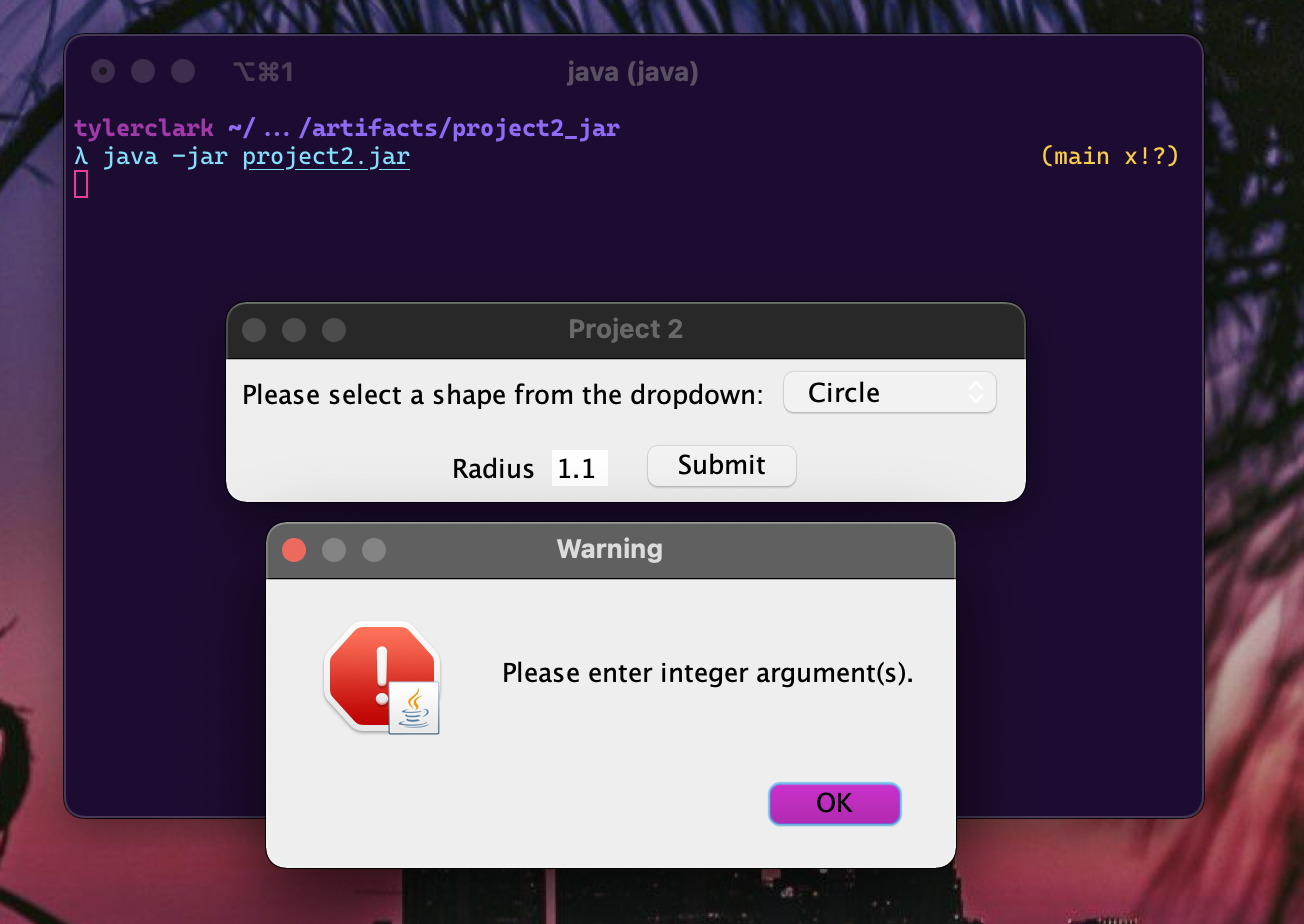 ⌥⌘1 java (java)
tylerclark ~/ … /artifacts/project2_jar
λ java -jar project2.jar (main x!?)
Project 2
Please select a shape from the dropdown: Circle
Radius 1.1 Submit
Warning
Please enter integer argument(s).
OK